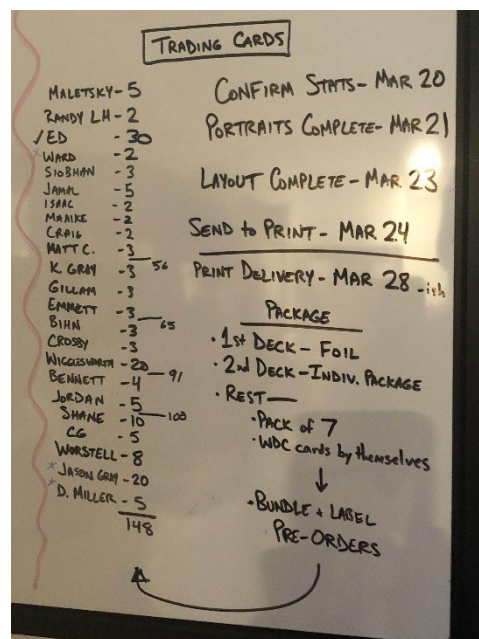 TRADING CARDS
MALETSKY - 5
RANDY LH - 2
✓ED - 30
WARD - 2
SIOBHAN - 3
JAMAL - 5
ISAAC - 2
MAAIKE - 2
CRAIG - 2
MATT C. - 3
56
K. GRAY - 3
GILLAM - 3
EMMETT - 3
65
BIHN - 3
CROSBY - 3
WIGGLESWORTH - 20
91
BENNETT - 4
JORDAN - 5
100
SHANE - 10
CG - 5
WORSTELL - 8
JASON GRAY - 20
D. MILLER - 5
148
CONFIRM STATS - MAR 20
PORTRAITS COMPLETE - MAR 21
LAYOUT COMPLETE - MAR 23
SEND to PRINT - MAR 24
PRINT DELIVERY - MAR 28 -ish
PACKAGE
• 1st DECK - FOIL
• 2nd DECK - INDIV. PACKAGE
• REST —
• PACK of 7
• WDC cards by themselves
↓
• BUNDLE + LABEL
PRE-ORDERS